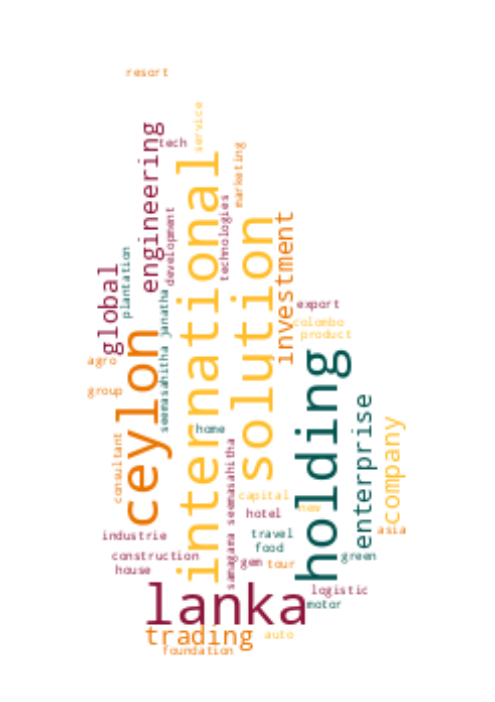 resort
service
tech
engineering
marketing
international
technologies
development
solution
investment
plantation
global
seemasahitha janatha
export
colombo
product
ceylon
agro
holding
group
enterprise
company
home
consultant
samagara seemasahitha
capital
hotel
new
industrie
travel
asia
food
construction
gem
tour
green
house
lanka
logistic
motor
trading
auto
foundation